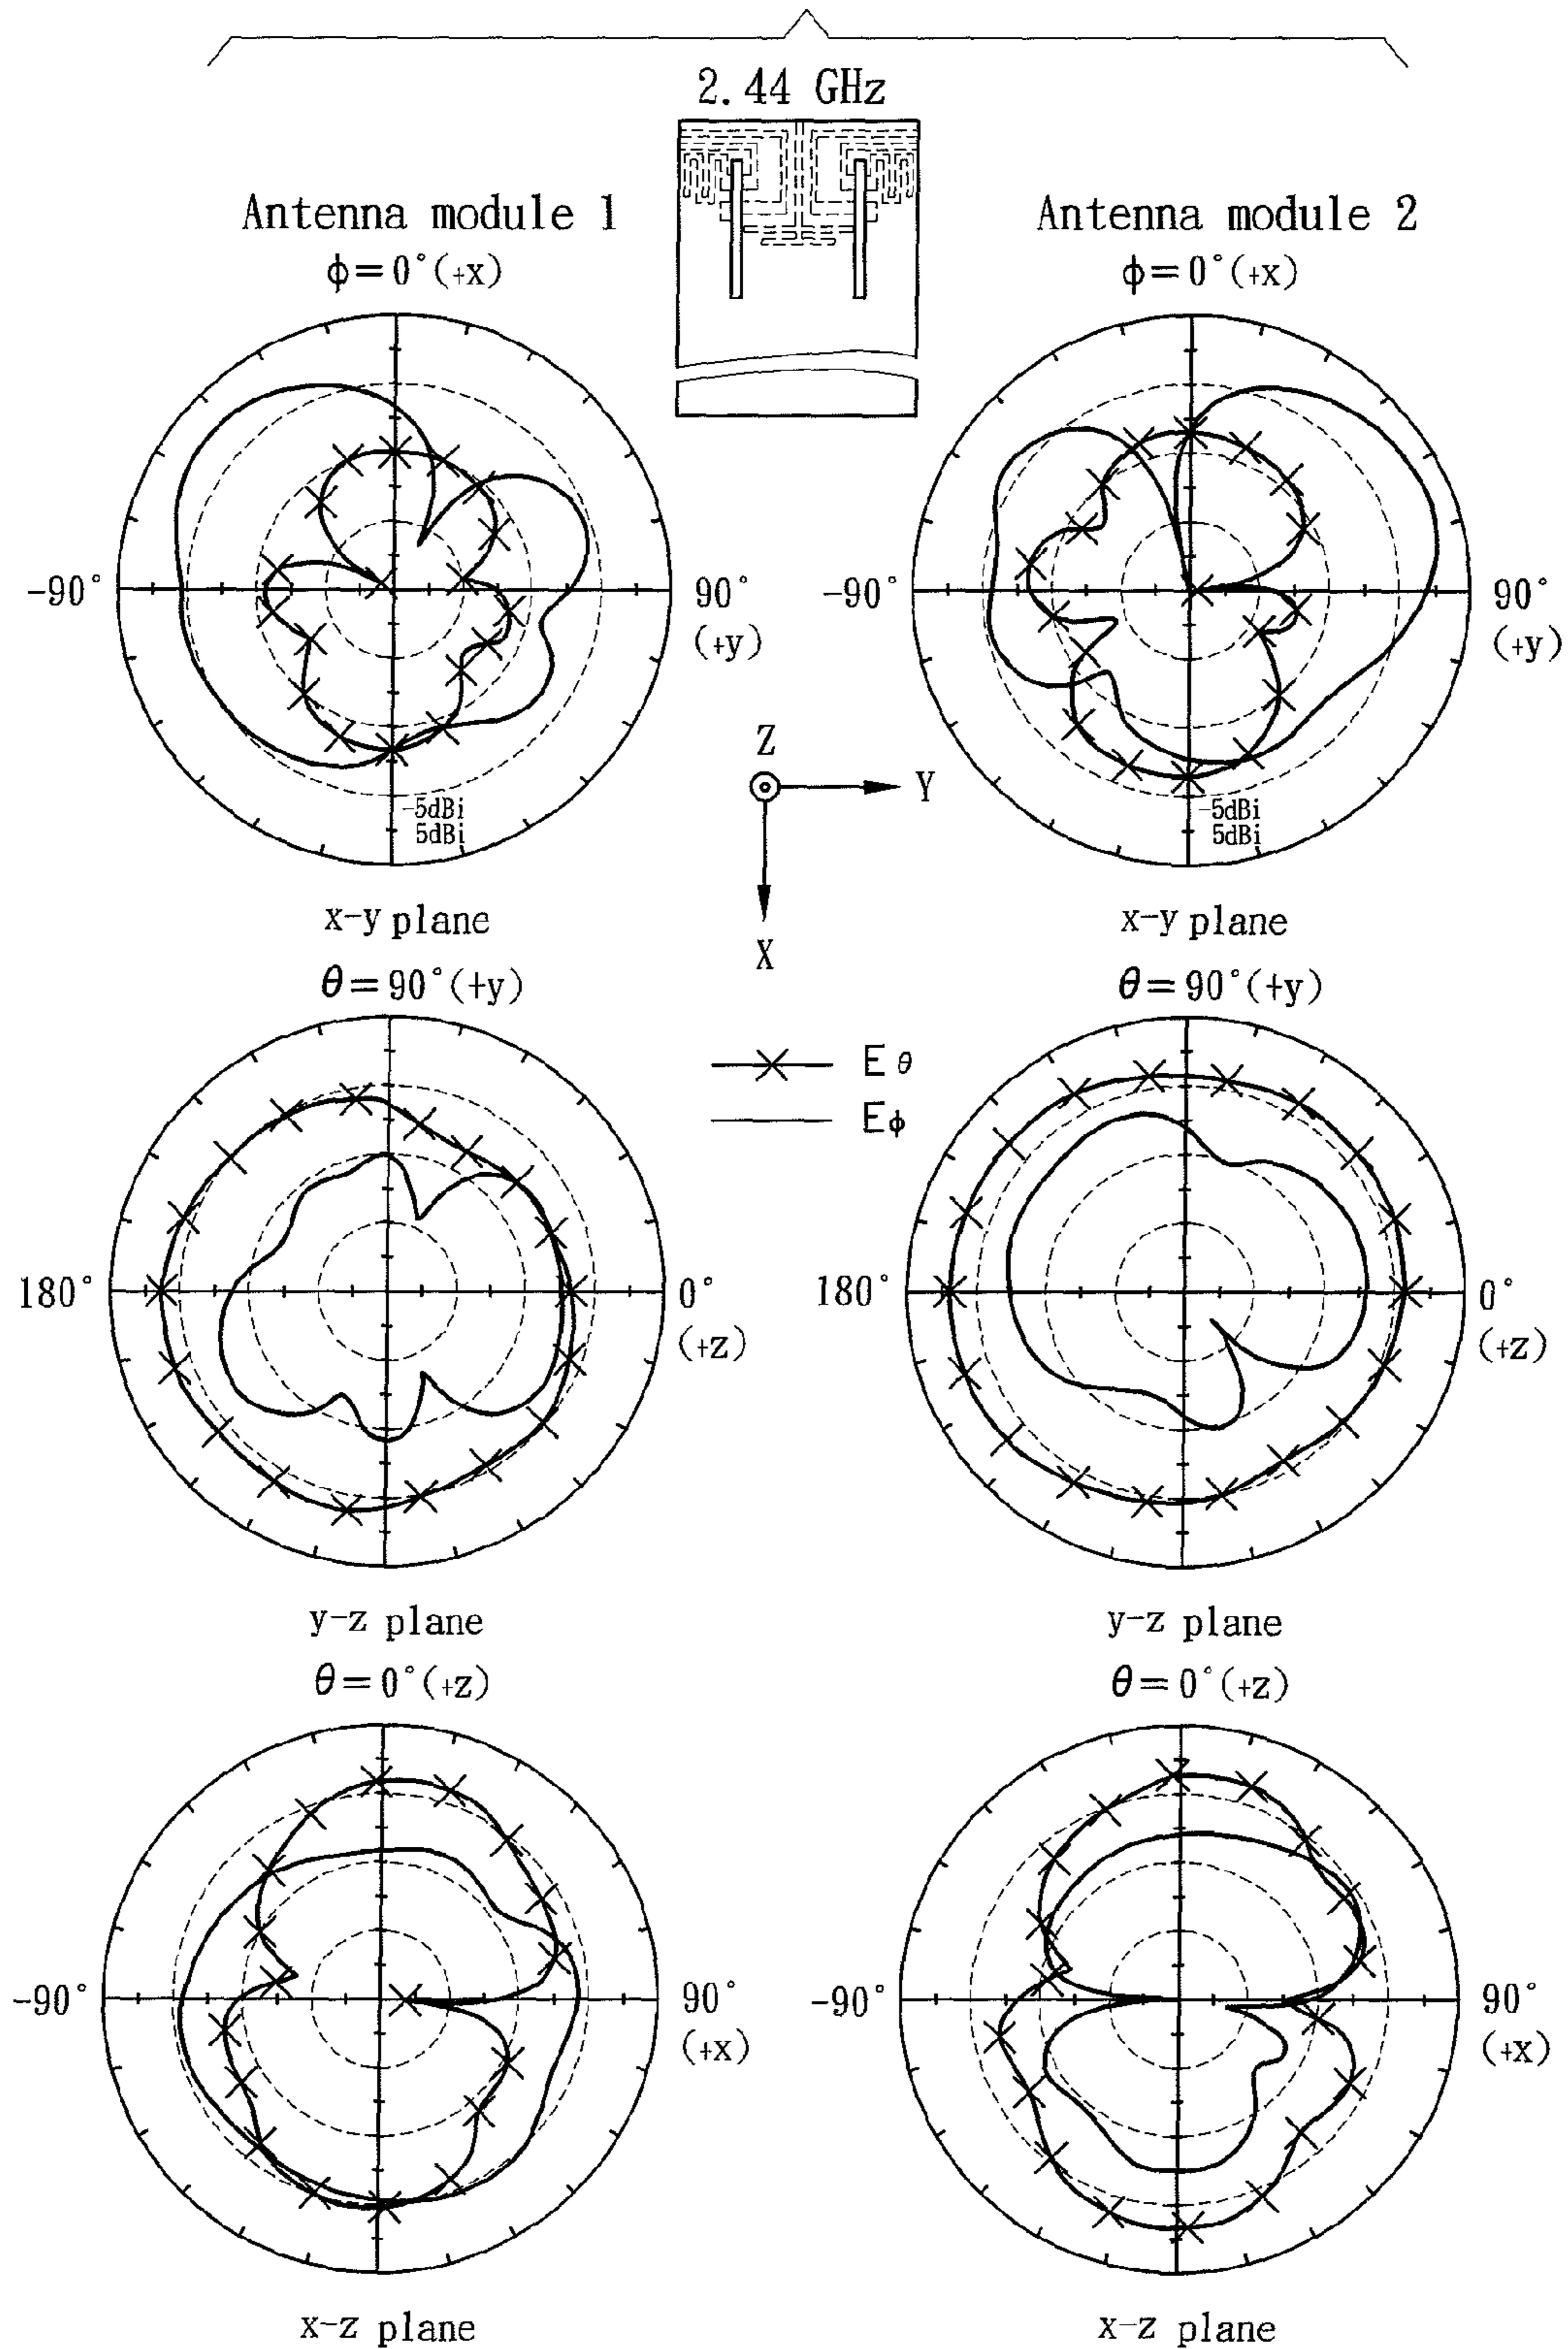 2.44 GHz
Antenna module 1
Antenna module 2
ϕ=0°(+x)
ϕ=0°(+x)
-90°
90°
(+y)
-90°
90°
(+y)
-5dBi
5dBi
-5dBi
5dBi
Z
Y
X
x-y plane
x-y plane
θ=90°(+y)
θ=90°(+y)
Eθ
Eϕ
180°
0°
(+z)
180°
0°
(+z)
y-z plane
y-z plane
θ=0°(+z)
θ=0°(+z)
-90°
90°
(+x)
-90°
90°
(+x)
x-z plane
x-z plane